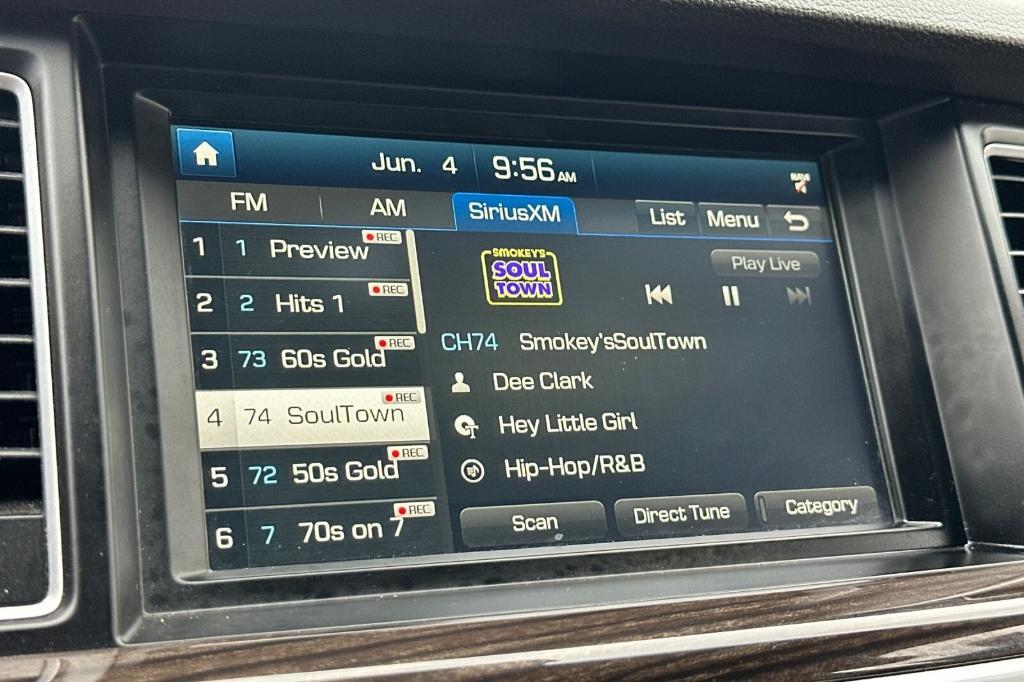 Jun. 4 9:56 AM
NAVI
FM AM SiriusXM List Menu
1 1 Preview REC
2 2 Hits 1 REC
3 73 60s Gold REC
4 74 SoulTown REC
5 72 50s Gold REC
6 7 70s on 7 REC
SMOKEY'S
SOUL
TOWN
Play Live
CH74 Smokey'sSoulTown
Dee Clark
Hey Little Girl
Hip-Hop/R&B
Scan Direct Tune Category